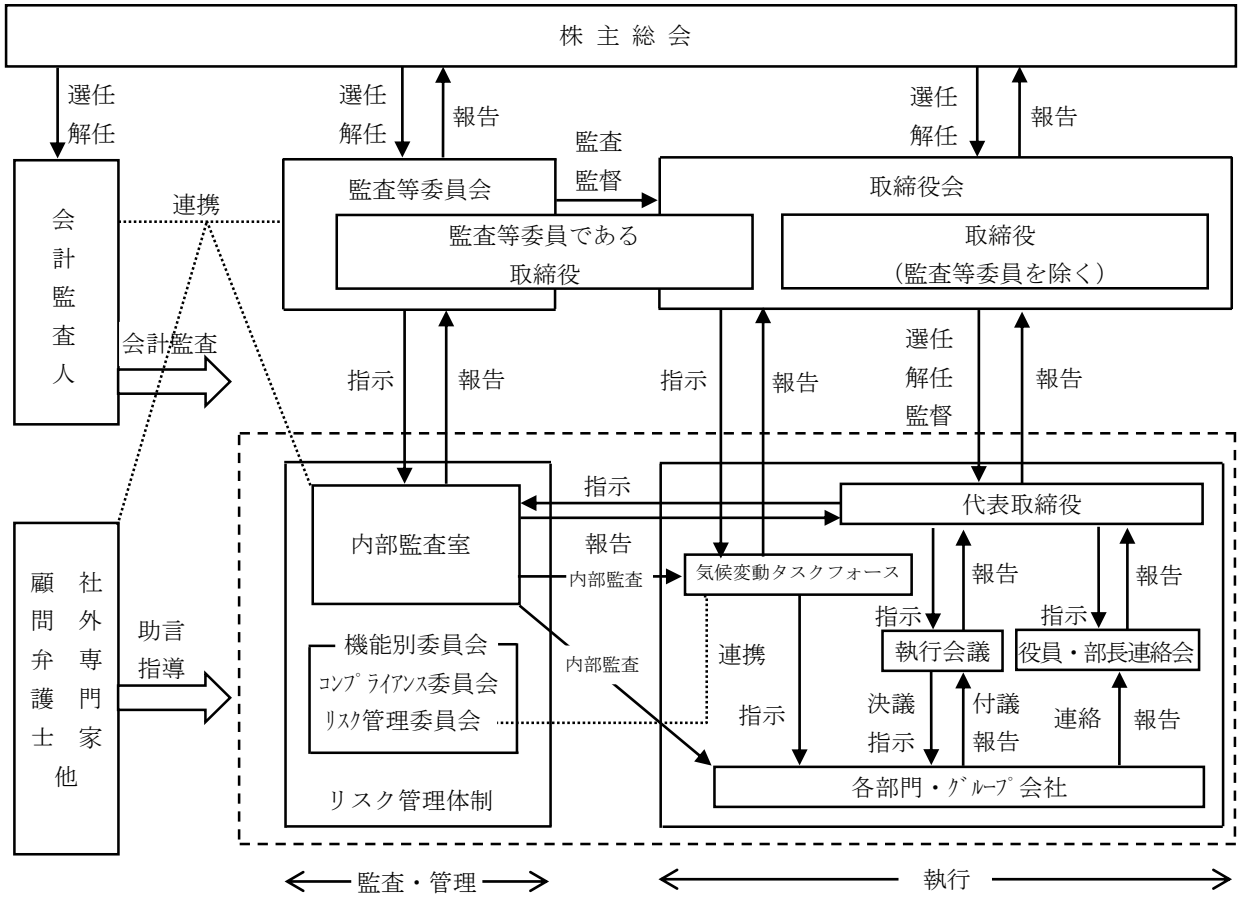 株主総会
選任
解任
選任
解任
報告
選任
解任
報告
監査
監督
会計監査人
連携
監査等委員会
監査等委員である
取締役
取締役会
取締役
（監査等委員を除く）
会計監査
指示
報告
指示
報告
選任
解任
監督
報告
内部監査室
指示
報告
代表取締役
内部監査
気候変動タスクフォース
指示
報告
指示
報告
執行会議
役員・部長連絡会
顧問弁護士
社外専門家
他
助言
指導
機能別委員会
ｺﾝﾌﾟﾗｲｱﾝｽ委員会
ﾘｽｸ管理委員会
内部監査
連携
指示
決議
指示
付議
報告
連絡
報告
各部門・ｸﾞﾙｰﾌﾟ会社
リスク管理体制
監査・管理
執行